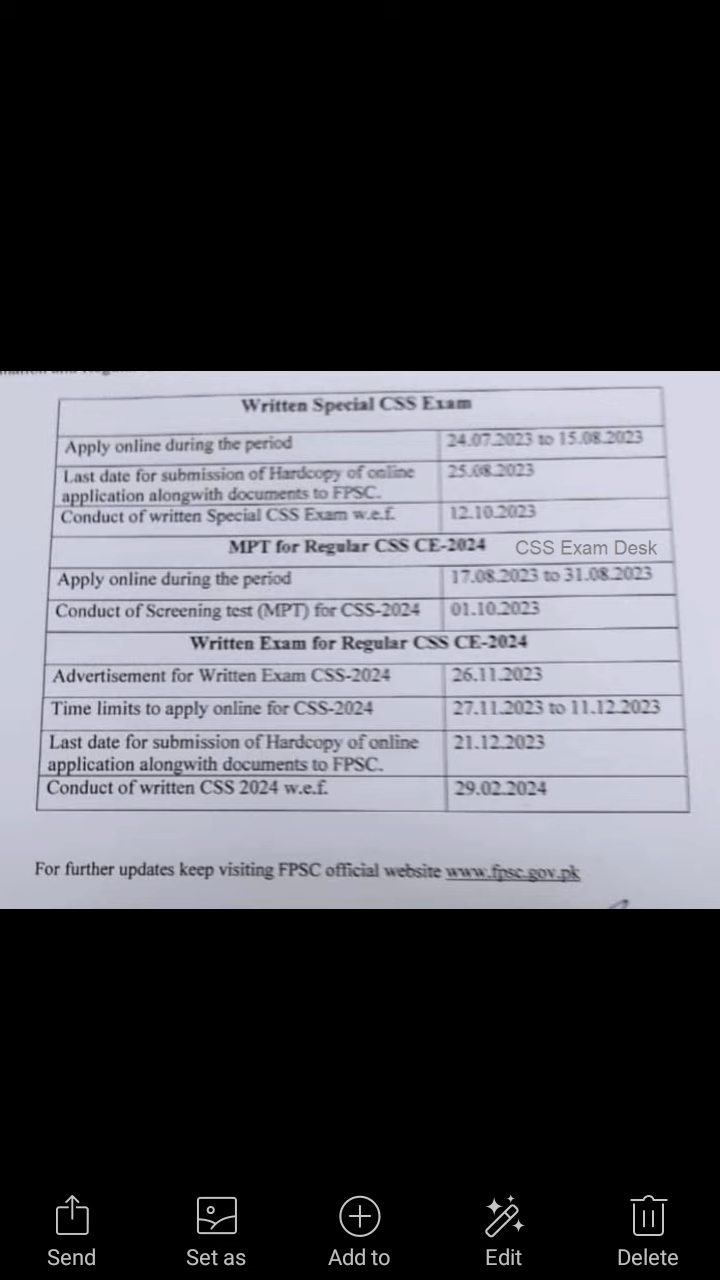 Written Special CSS Exam
Apply online during the period 24.07.2023 to 15.08.2023
Last date for submission of Hardcopy of online 25.08.2023
application alongwith documents to FPSC.
Conduct of written Special CSS Exam w.e.f. 12.10.2023
MPT for Regular CSS CE-2024 CSS Exam Desk
Apply online during the period 17.08.2023 to 31.08.2023
Conduct of Screening test (MPT) for CSS-2024 01.10.2023
Written Exam for Regular CSS CE-2024
Advertisement for Written Exam CSS-2024 26.11.2023
Time limits to apply online for CSS-2024 27.11.2023 to 11.12.2023
Last date for submission of Hardcopy of online 21.12.2023
application alongwith documents to FPSC.
Conduct of written CSS 2024 w.e.f. 29.02.2024
For further updates keep visiting FPSC official website www.fpsc.gov.pk
Send Set as Add to Edit Delete